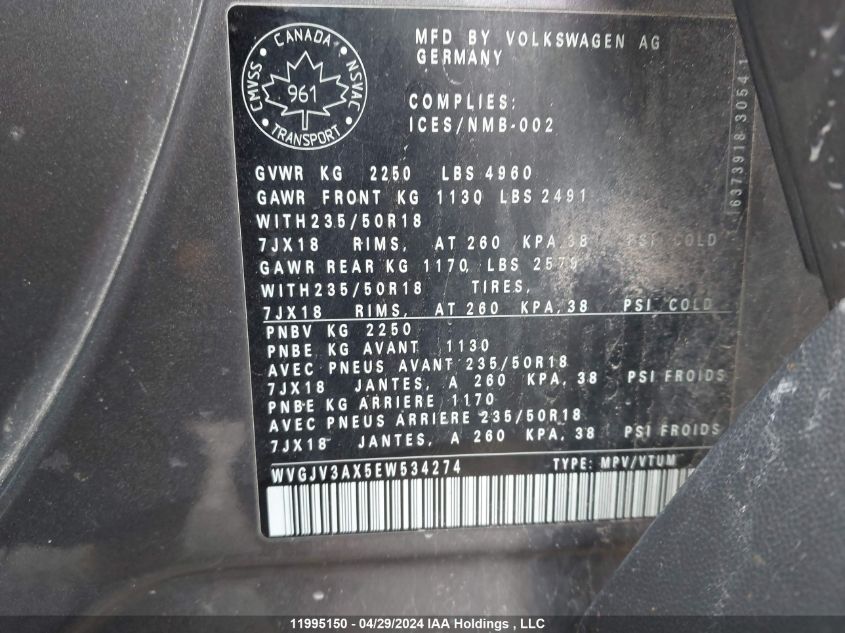 CANADA
CMVSS
NSVAC
961
TRANSPORT
MFD BY VOLKSWAGEN AG
GERMANY
COMPLIES:
ICES/NMB-002
GVWR KG 2250 LBS 4960
GAWR FRONT KG 1130 LBS 2491
WITH235/50R18
7JX18 RIMS, AT 260 KPA,38 PSI COLD
GAWR REAR KG 1170 LBS 2579
WITH235/50R18 TIRES,
7JX18 RIMS, AT 260 KPA,38 PSI COLD
PNBV KG 2250
PNBE KG AVANT 1130
AVEC PNEUS AVANT 235/50R18
7JX18 JANTES, A 260 KPA, 38 PSI FROIDS
PNBE KG ARRIERE 1170
AVEC PNEUS ARRIERE 235/50R18
7JX18 JANTES, A 260 KPA, 38 PSI FROIDS
WVGJV3AX5EW534274 TYPE: MPV/VTUM
16373918 3054 1
11995150 - 04/29/2024 IAA Holdings , LLC